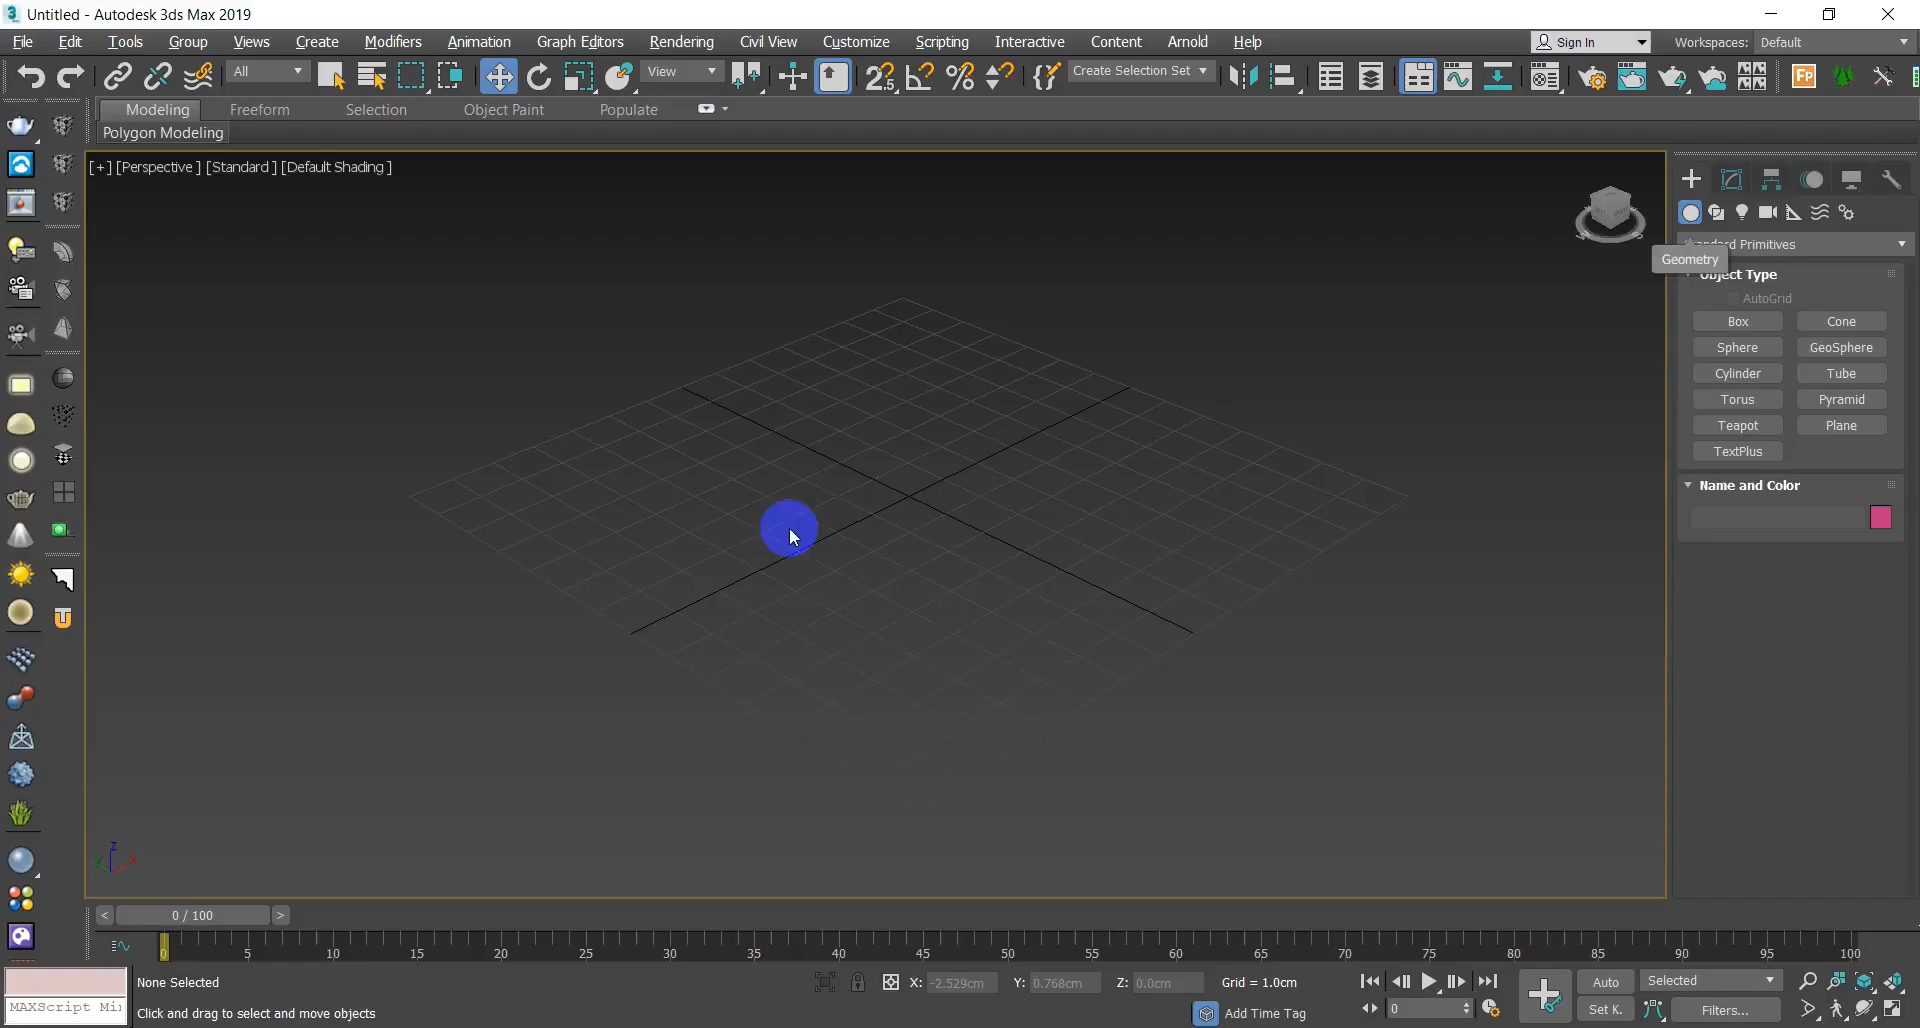 Untitled - Autodesk 3ds Max 2019
File Edit Tools Group Views Create Modifiers Animation Graph Editors Rendering Civil View Customize Scripting Interactive Content Arnold Help Sign In Workspaces: Default
All View Create Selection Set
Modeling Freeform Selection Object Paint Populate
Polygon Modeling
[+] [Perspective ] [Standard ] [Default Shading ]
Primitives
Geometry
Object Type
AutoGrid
Box Cone
Sphere GeoSphere
Cylinder Tube
Torus Pyramid
Teapot Plane
TextPlus
Name and Color
z
x
< 0 / 100 >
0 5 10 15 20 25 30 35 40 45 50 55 60 65 70 75 80 85 90 95 100
None Selected X: -2.529cm Y: 0.768cm Z: 0.0cm Grid = 1.0cm Auto Selected
MAXScript Mi
Click and drag to select and move objects Add Time Tag 0 Set K. Filters...